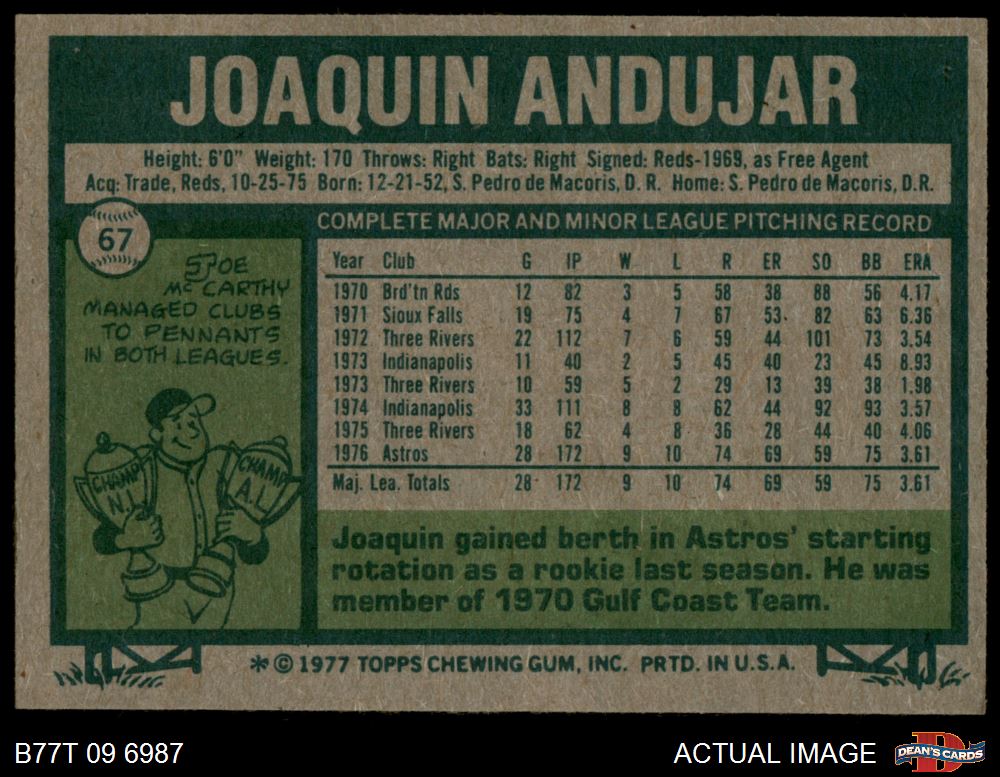 JOAQUIN ANDUJAR
Height: 6'0" Weight: 170 Throws: Right Bats: Right Signed: Reds-1969, as Free Agent
Acq: Trade, Reds, 10-25-75 Born: 12-21-52, S. Pedro de Macoris, D. R. Home: S. Pedro de Macoris, D.R.
67
JOE
McCARTHY
MANAGED CLUBS
TO PENNANTS
IN BOTH LEAGUES.
CHAMP
N.L.
CHAMP
A.L.
COMPLETE MAJOR AND MINOR LEAGUE PITCHING RECORD
Year Club G IP W L R ER SO BB ERA
1970 Brd'tn Rds 12 82 3 5 58 38 88 56 4.17
1971 Sioux Falls 19 75 4 7 67 53 82 63 6.36
1972 Three Rivers 22 112 7 6 59 44 101 73 3.54
1973 Indianapolis 11 40 2 5 45 40 23 45 8.93
1973 Three Rivers 10 59 5 2 29 13 39 38 1.98
1974 Indianapolis 33 111 8 8 62 44 92 93 3.57
1975 Three Rivers 18 62 4 8 36 28 44 40 4.06
1976 Astros 28 172 9 10 74 69 59 75 3.61
Maj. Lea. Totals 28 172 9 10 74 69 59 75 3.61
Joaquin gained berth in Astros' starting
rotation as a rookie last season. He was
member of 1970 Gulf Coast Team.
*© 1977 TOPPS CHEWING GUM, INC. PRTD. IN U.S.A.
B77T 09 6987
ACTUAL IMAGE
D
DEAN'S CARDS